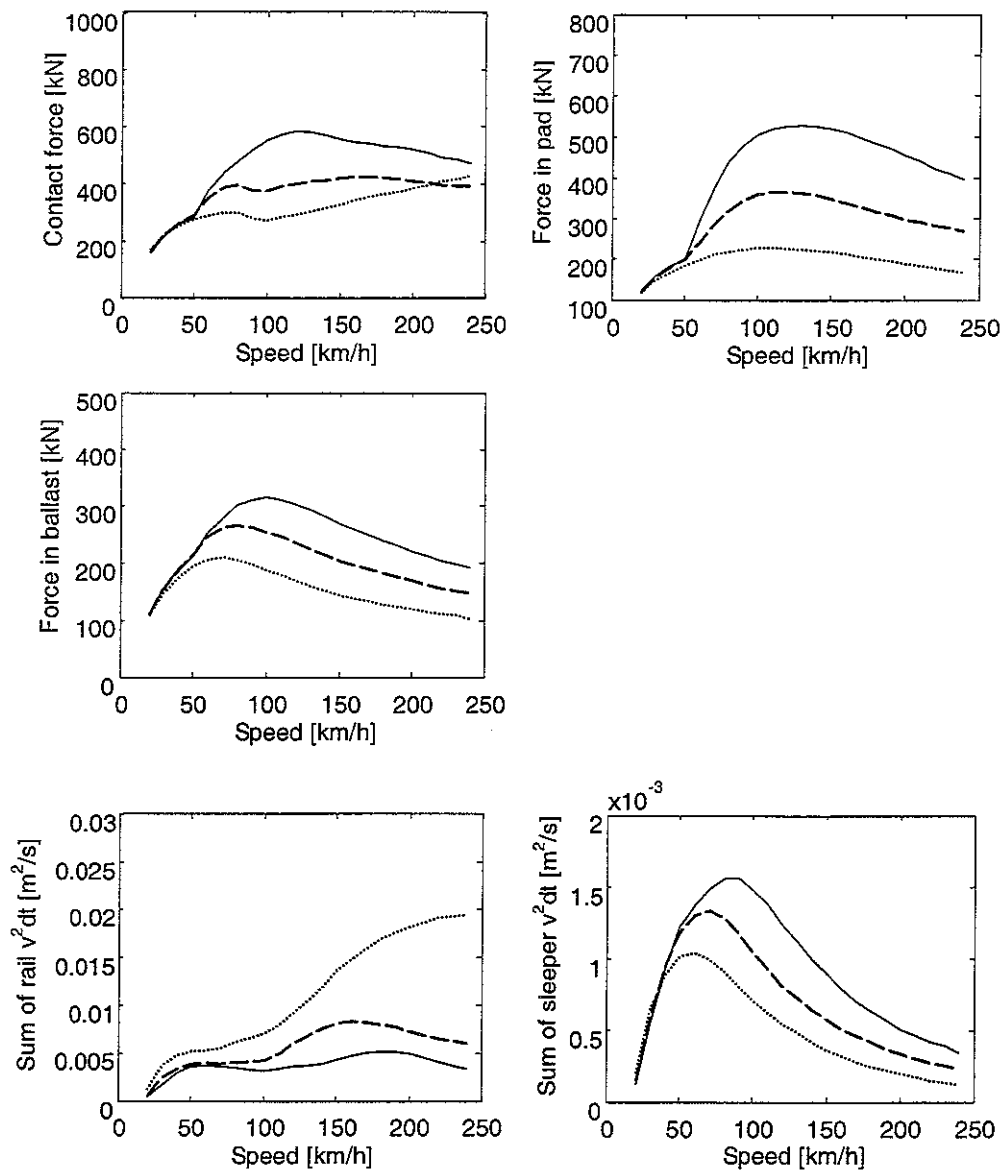 Contact force [kN]
1000
800
600
400
200
0
0 50 100 150 200 250
Speed [km/h]
Force in pad [kN]
800
700
600
500
400
300
200
100
0 50 100 150 200 250
Speed [km/h]
Force in ballast [kN]
500
400
300
200
100
0
0 50 100 150 200 250
Speed [km/h]
Sum of rail v²dt [m²/s]
0.03
0.025
0.02
0.015
0.01
0.005
0
0 50 100 150 200 250
Speed [km/h]
Sum of sleeper v²dt [m²/s]
x10⁻³
2
1.5
1
0.5
0
0 50 100 150 200 250
Speed [km/h]